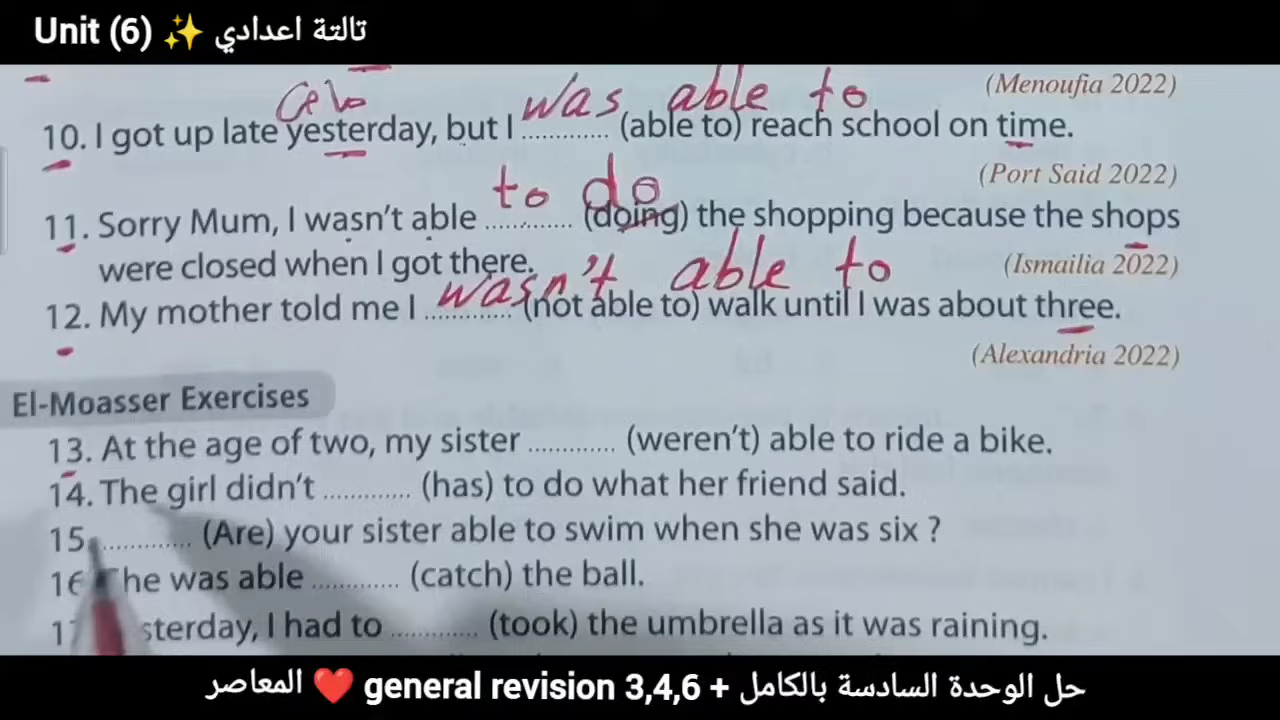 Unit (6) ✨ تالتة اعدادي
was able to
(Menoufia 2022)
10. I got up late yesterday, but I ............ (able to) reach school on time.
(Port Said 2022)
to do
11. Sorry Mum, I wasn't able ............ (doing) the shopping because the shops
were closed when I got there.
(Ismailia 2022)
wasn't able to
12. My mother told me I ............ (not able to) walk until I was about three.
(Alexandria 2022)
El-Moasser Exercises
13. At the age of two, my sister ............ (weren't) able to ride a bike.
14. The girl didn't ............ (has) to do what her friend said.
15. ............ (Are) your sister able to swim when she was six ?
16 he was able ............ (catch) the ball.
1 sterday, I had to ............ (took) the umbrella as it was raining.
حل الوحدة السادسة بالكامل + general revision 3,4,6 ❤️ المعاصر